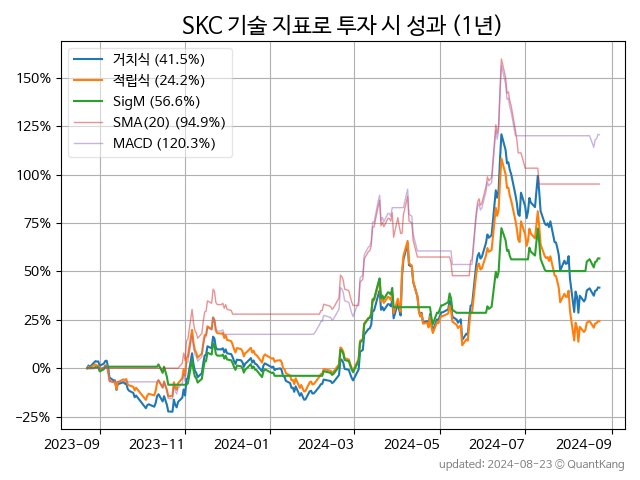 SKC 기술 지표로 투자 시 성과 (1년)
거치식 (41.5%)
적립식 (24.2%)
SigM (56.6%)
SMA(20) (94.9%)
MACD (120.3%)
150%
125%
100%
75%
50%
25%
0%
−25%
2023-09 2023-11 2024-01 2024-03 2024-05 2024-07 2024-09
updated: 2024-08-23 ⓒ QuantKang